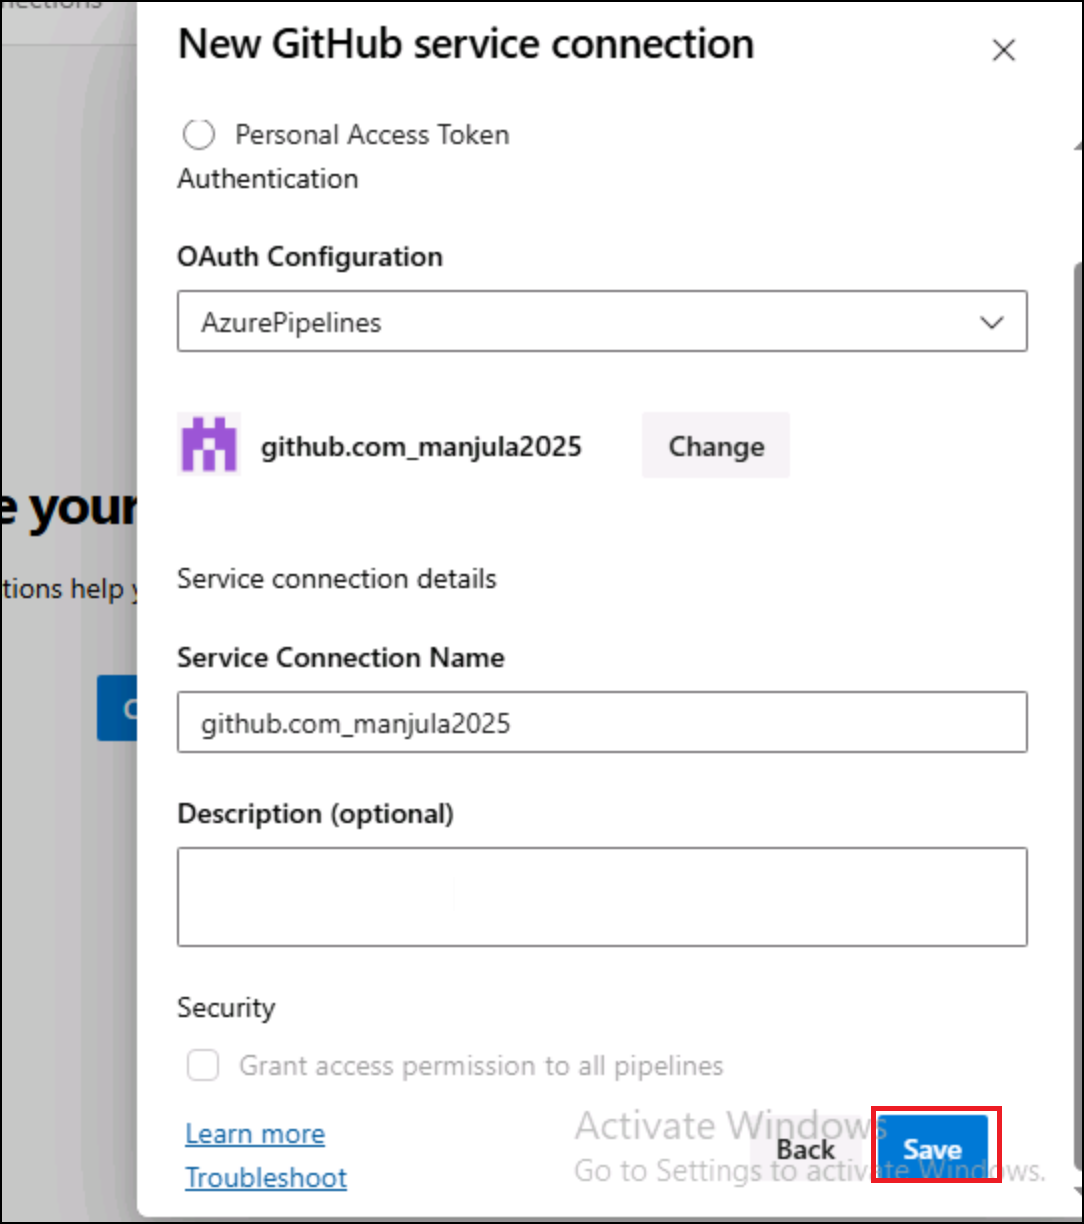 New GitHub service connection
Personal Access Token
Authentication
OAuth Configuration
AzurePipelines
github.com_manjula2025
Change
e your
tions help
Service connection details
Service Connection Name
github.com_manjula2025
Description (optional)
Security
Grant access permission to all pipelines
Learn more
Troubleshoot
Activate Windows
Go to Settings to activate Windows.
Back
Save